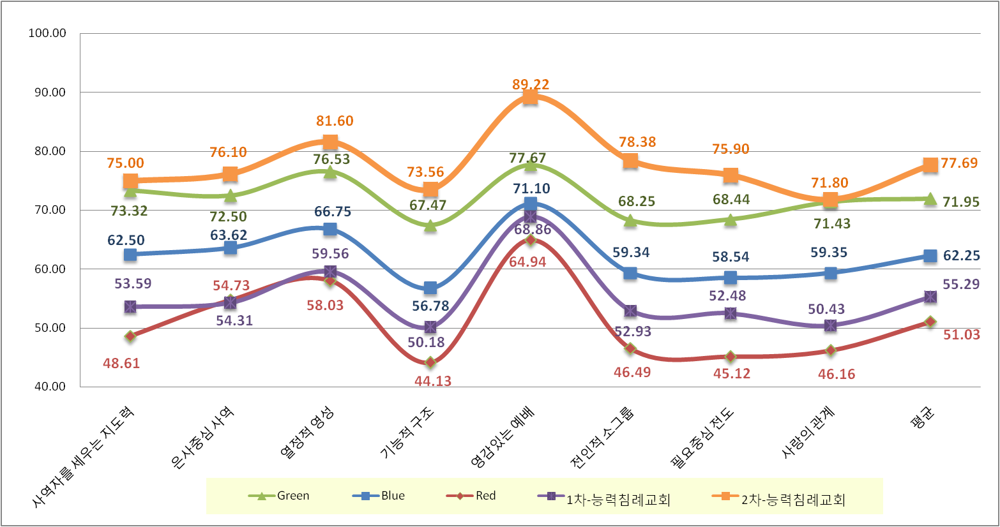 100.00
90.00
80.00
70.00
60.00
50.00
40.00
75.00 76.10 81.60 73.56 89.22 78.38 75.90 71.80 77.69
73.32 72.50 76.53 67.47 77.67 68.25 68.44 71.43 71.95
62.50 63.62 66.75 56.78 71.10 59.34 58.54 59.35 62.25
53.59 54.31 59.56 50.18 68.86 52.93 52.48 50.43 55.29
48.61 54.73 58.03 44.13 64.94 46.49 45.12 46.16 51.03
사역자를 세우는 지도력
은사중심 사역
열정적 영성
기능적 구조
영감있는 예배
전인적 소그룹
필요중심 전도
사랑의 관계
평균
Green Blue Red 1차-능력침례교회 2차-능력침례교회